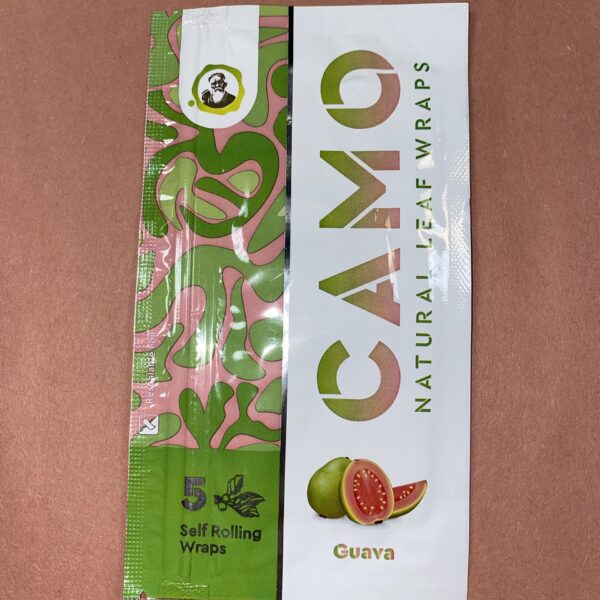 CAMO
NATURAL LEAF WRAPS
Guava
5
Self Rolling
Wraps